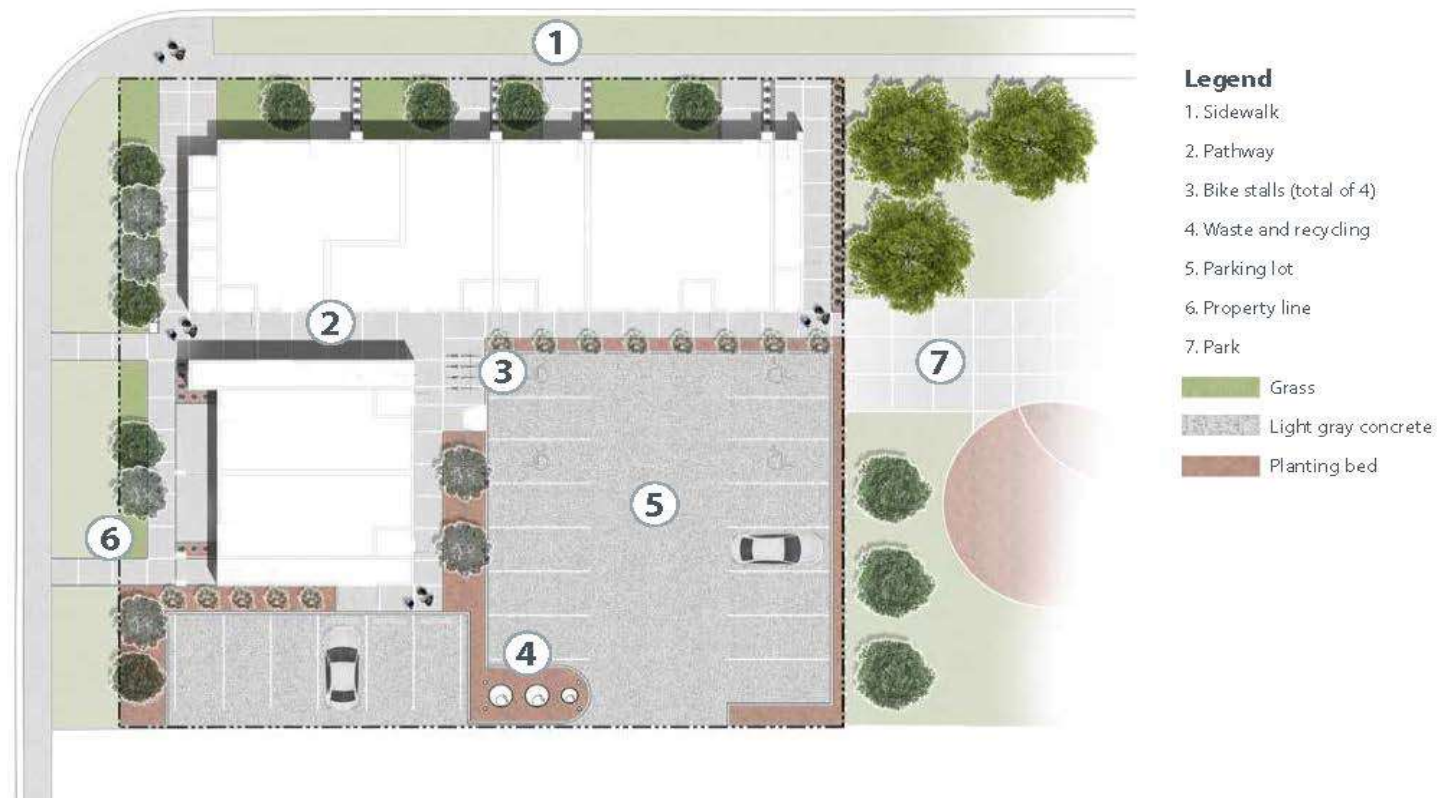 1
2
3
7
5
6
4
Legend
1. Sidewalk
2. Pathway
3. Bike stalls (total of 4)
4. Waste and recycling
5. Parking lot
6. Property line
7. Park
Grass
Light gray concrete
Planting bed